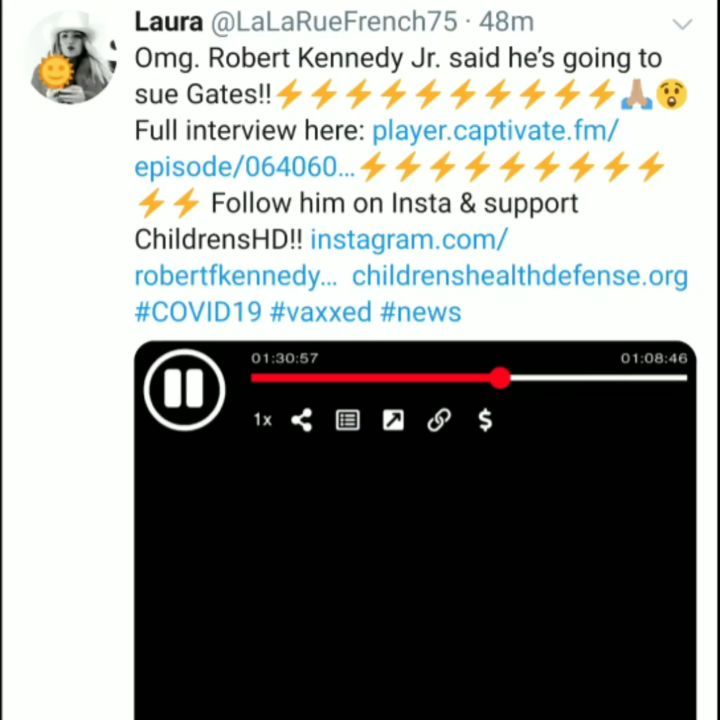 Laura @LaLaRueFrench75 · 48m
Omg. Robert Kennedy Jr. said he's going to
sue Gates!!⚡⚡⚡⚡⚡⚡⚡⚡⚡⚡🙏🏽😲
Full interview here: player.captivate.fm/
episode/064060...⚡⚡⚡⚡⚡⚡⚡⚡⚡
⚡⚡ Follow him on Insta & support
ChildrensHD!! instagram.com/
robertfkennedy... childrenshealthdefense.org
#COVID19 #vaxxed #news
01:30:57 01:08:46
1x $